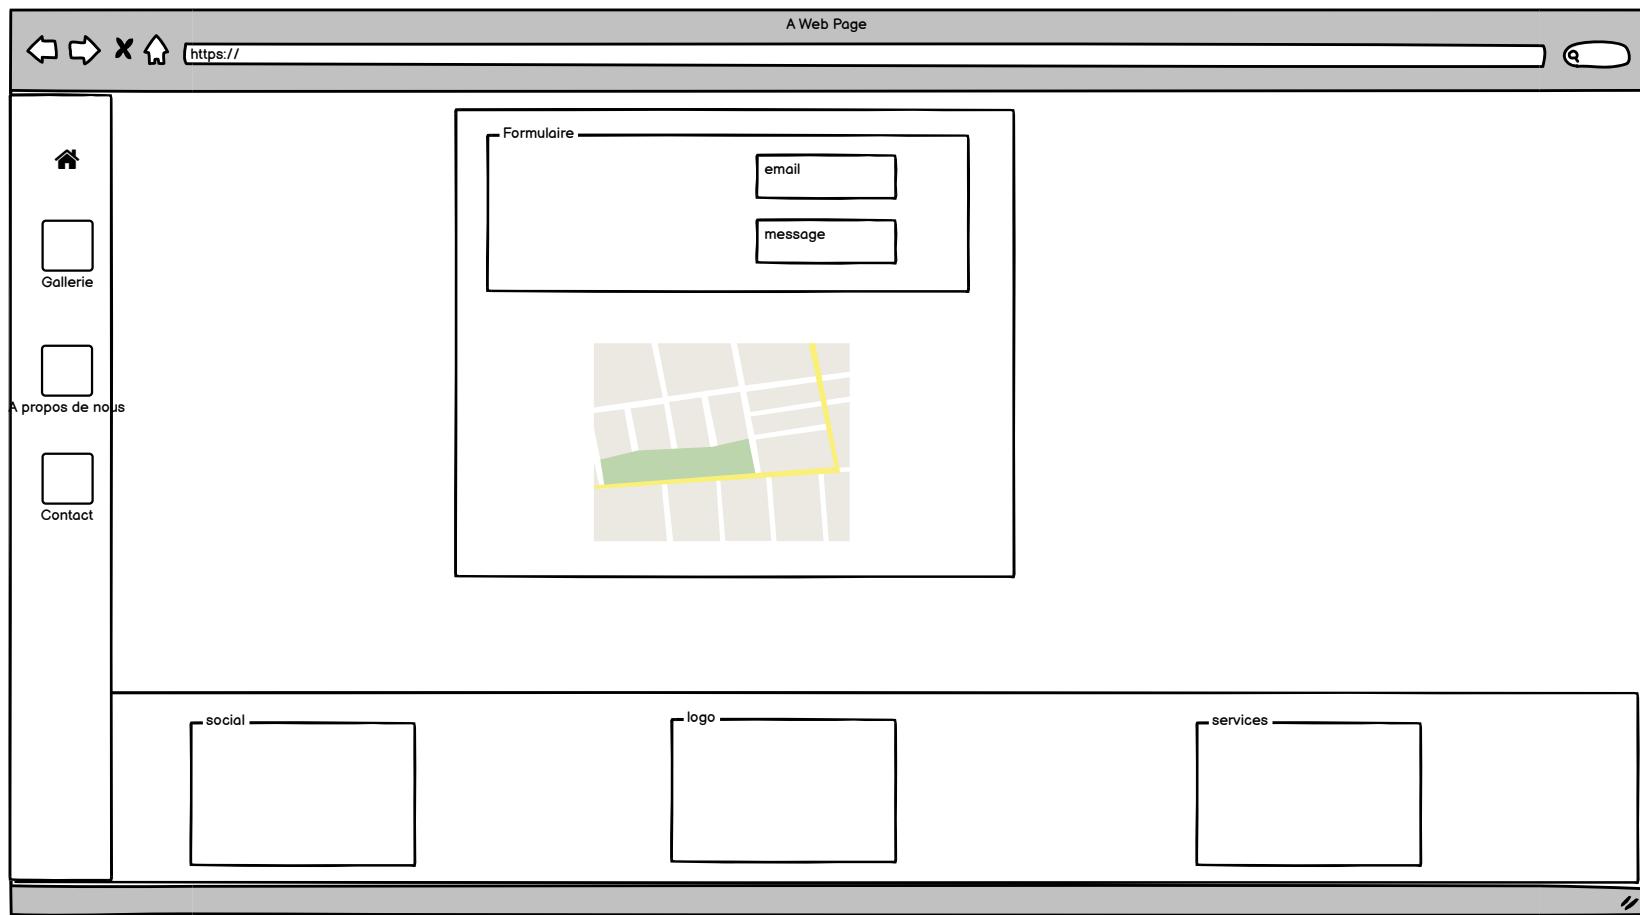 A Web Page
https://
Formulaire
email
message
Gallerie
A propos de nous
Contact
social
logo
services